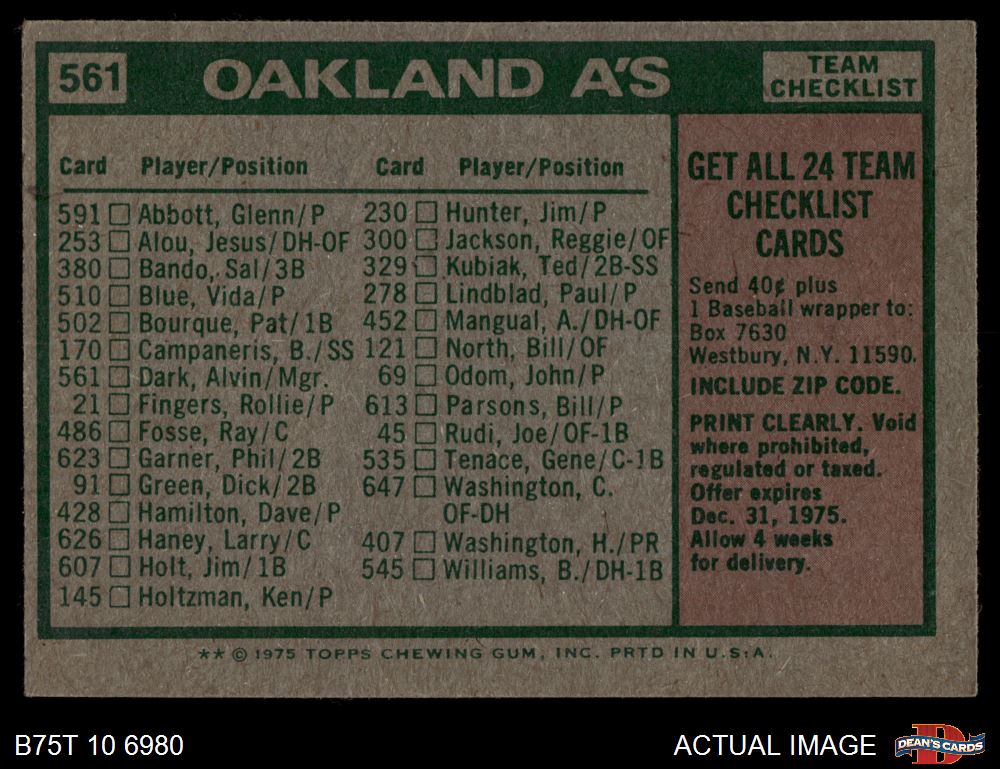 561 OAKLAND A'S TEAM CHECKLIST
Card Player/Position
591 Abbott, Glenn/P
253 Alou, Jesus/DH-OF
380 Bando, Sal/3B
510 Blue, Vida/P
502 Bourque, Pat/1B
170 Campaneris, B./SS
561 Dark, Alvin/Mgr.
21 Fingers, Rollie/P
486 Fosse, Ray/C
623 Garner, Phil/2B
91 Green, Dick/2B
428 Hamilton, Dave/P
626 Haney, Larry/C
607 Holt, Jim/1B
145 Holtzman, Ken/P
Card Player/Position
230 Hunter, Jim/P
300 Jackson, Reggie/OF
329 Kubiak, Ted/2B-SS
278 Lindblad, Paul/P
452 Mangual, A./DH-OF
121 North, Bill/OF
69 Odom, John/P
613 Parsons, Bill/P
45 Rudi, Joe/OF-1B
535 Tenace, Gene/C-1B
647 Washington, C.
OF-DH
407 Washington, H./PR
545 Williams, B./DH-1B
GET ALL 24 TEAM
CHECKLIST
CARDS
Send 40¢ plus
1 Baseball wrapper to:
Box 7630
Westbury, N.Y. 11590.
INCLUDE ZIP CODE.
PRINT CLEARLY. Void
where prohibited,
regulated or taxed.
Offer expires
Dec. 31, 1975.
Allow 4 weeks
for delivery.
** © 1975 TOPPS CHEWING GUM, INC. PRTD IN U.S.A.
B75T 10 6980
ACTUAL IMAGE
D
DEAN'S CARDS